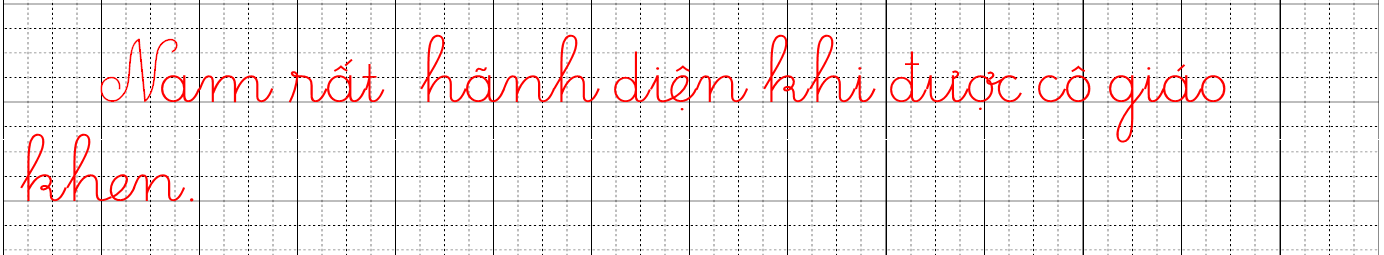 Nam rất hãnh diện khi được cô giáo
khen.